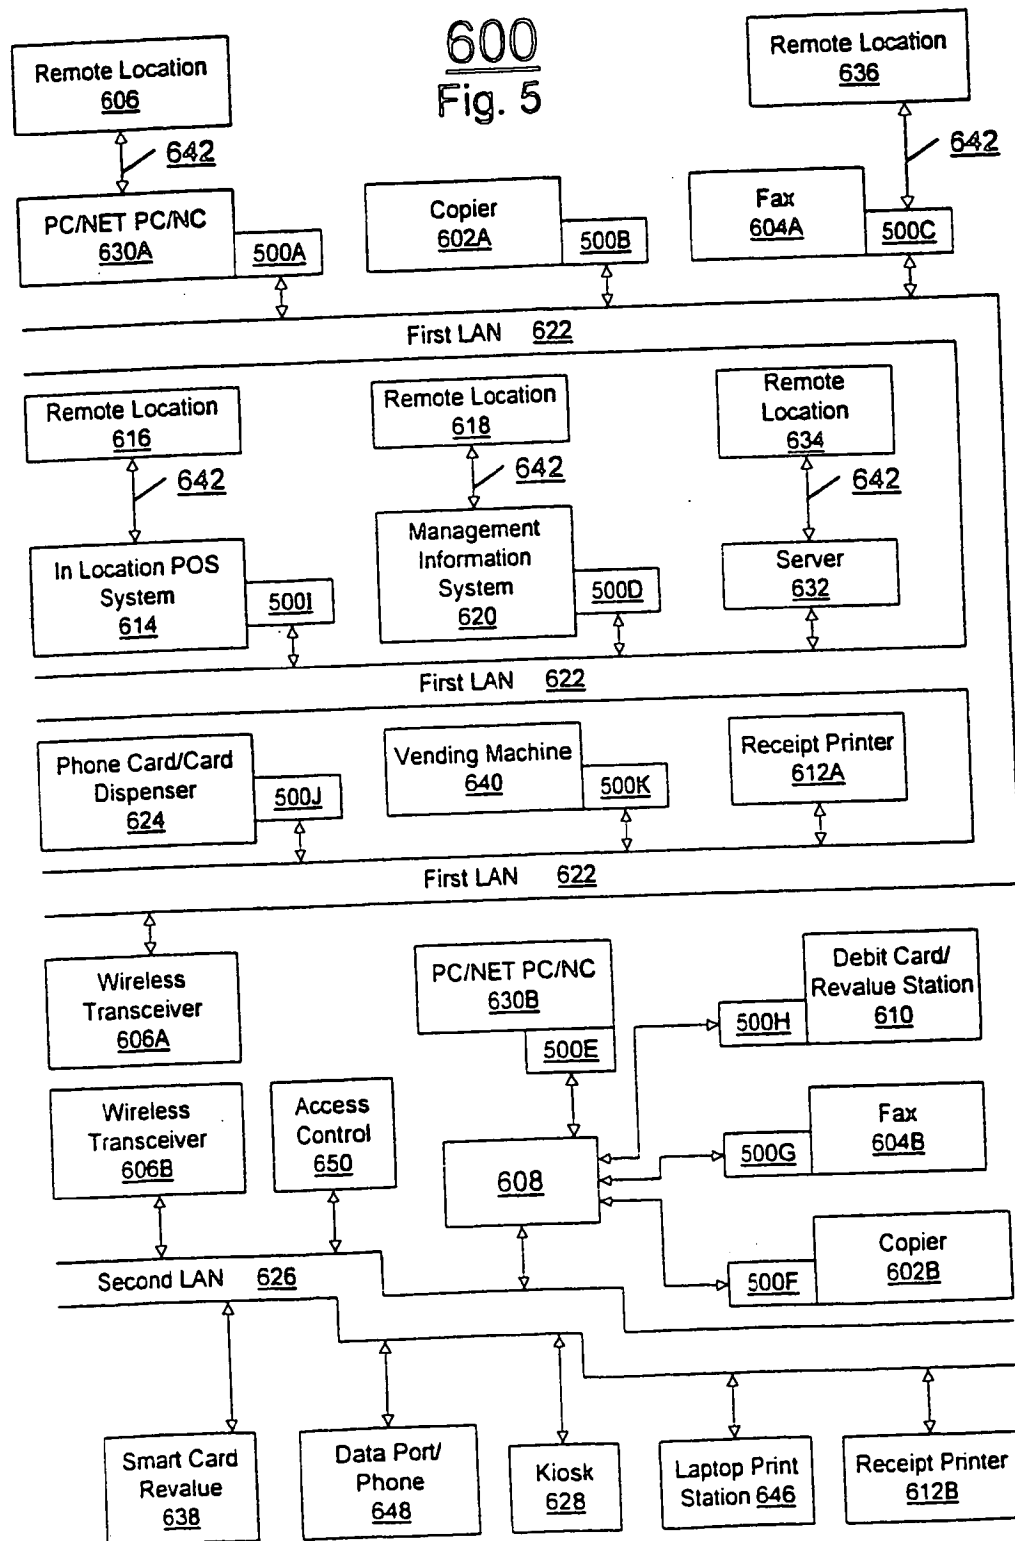 600
Fig. 5
Remote Location
606
Remote Location
636
642
642
PC/NET PC/NC
630A
500A
Copier
602A
500B
Fax
604A
500C
First LAN 622
Remote Location
616
Remote Location
618
Remote
Location
634
642
642
642
In Location POS
System
614
500I
Management
Information
System
620
500D
Server
632
First LAN 622
Phone Card/Card
Dispenser
624
500J
Vending Machine
640
500K
Receipt Printer
612A
First LAN 622
Wireless
Transceiver
606A
PC/NET PC/NC
630B
500E
Debit Card/
Revalue Station
610
500H
Wireless
Transceiver
606B
Access
Control
650
608
Fax
604B
500G
Copier
602B
500F
Second LAN 626
Smart Card
Revalue
638
Data Port/
Phone
648
Kiosk
628
Laptop Print
Station 646
Receipt Printer
612B